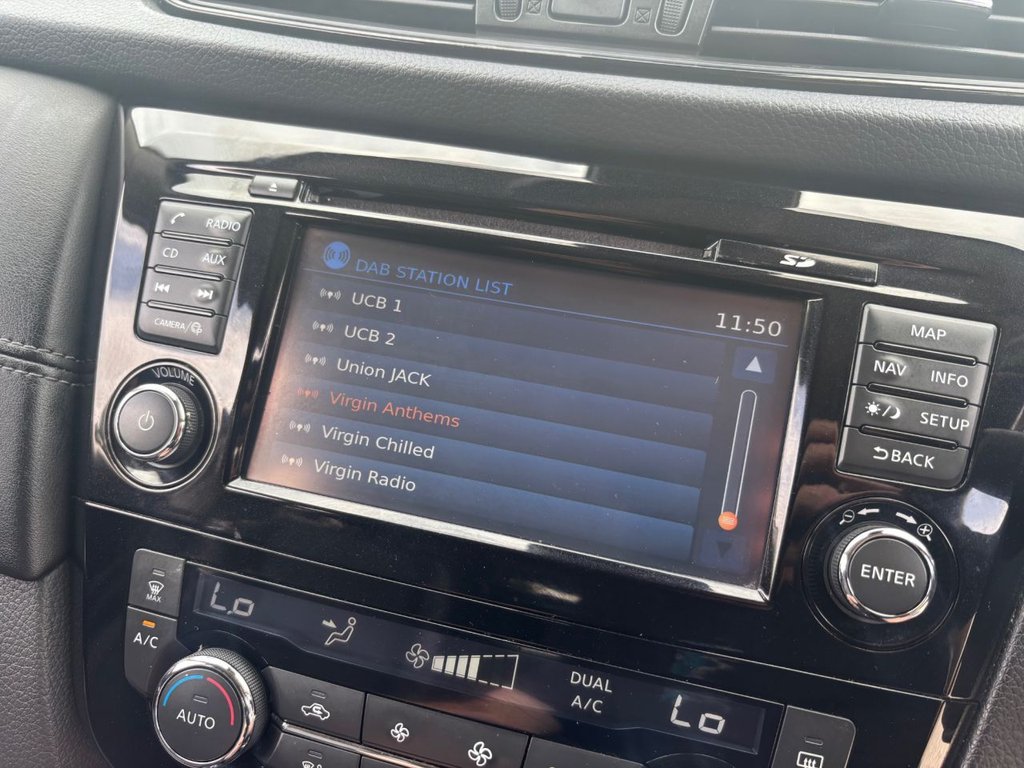 RADIO
CD AUX
CAMERA/
VOLUME
SD
DAB STATION LIST
11:50
UCB 1
UCB 2
Union JACK
Virgin Anthems
Virgin Chilled
Virgin Radio
MAP
NAV INFO
SETUP
BACK
ENTER
MAX
A/C
Lo
AUTO
DUAL
A/C
Lo